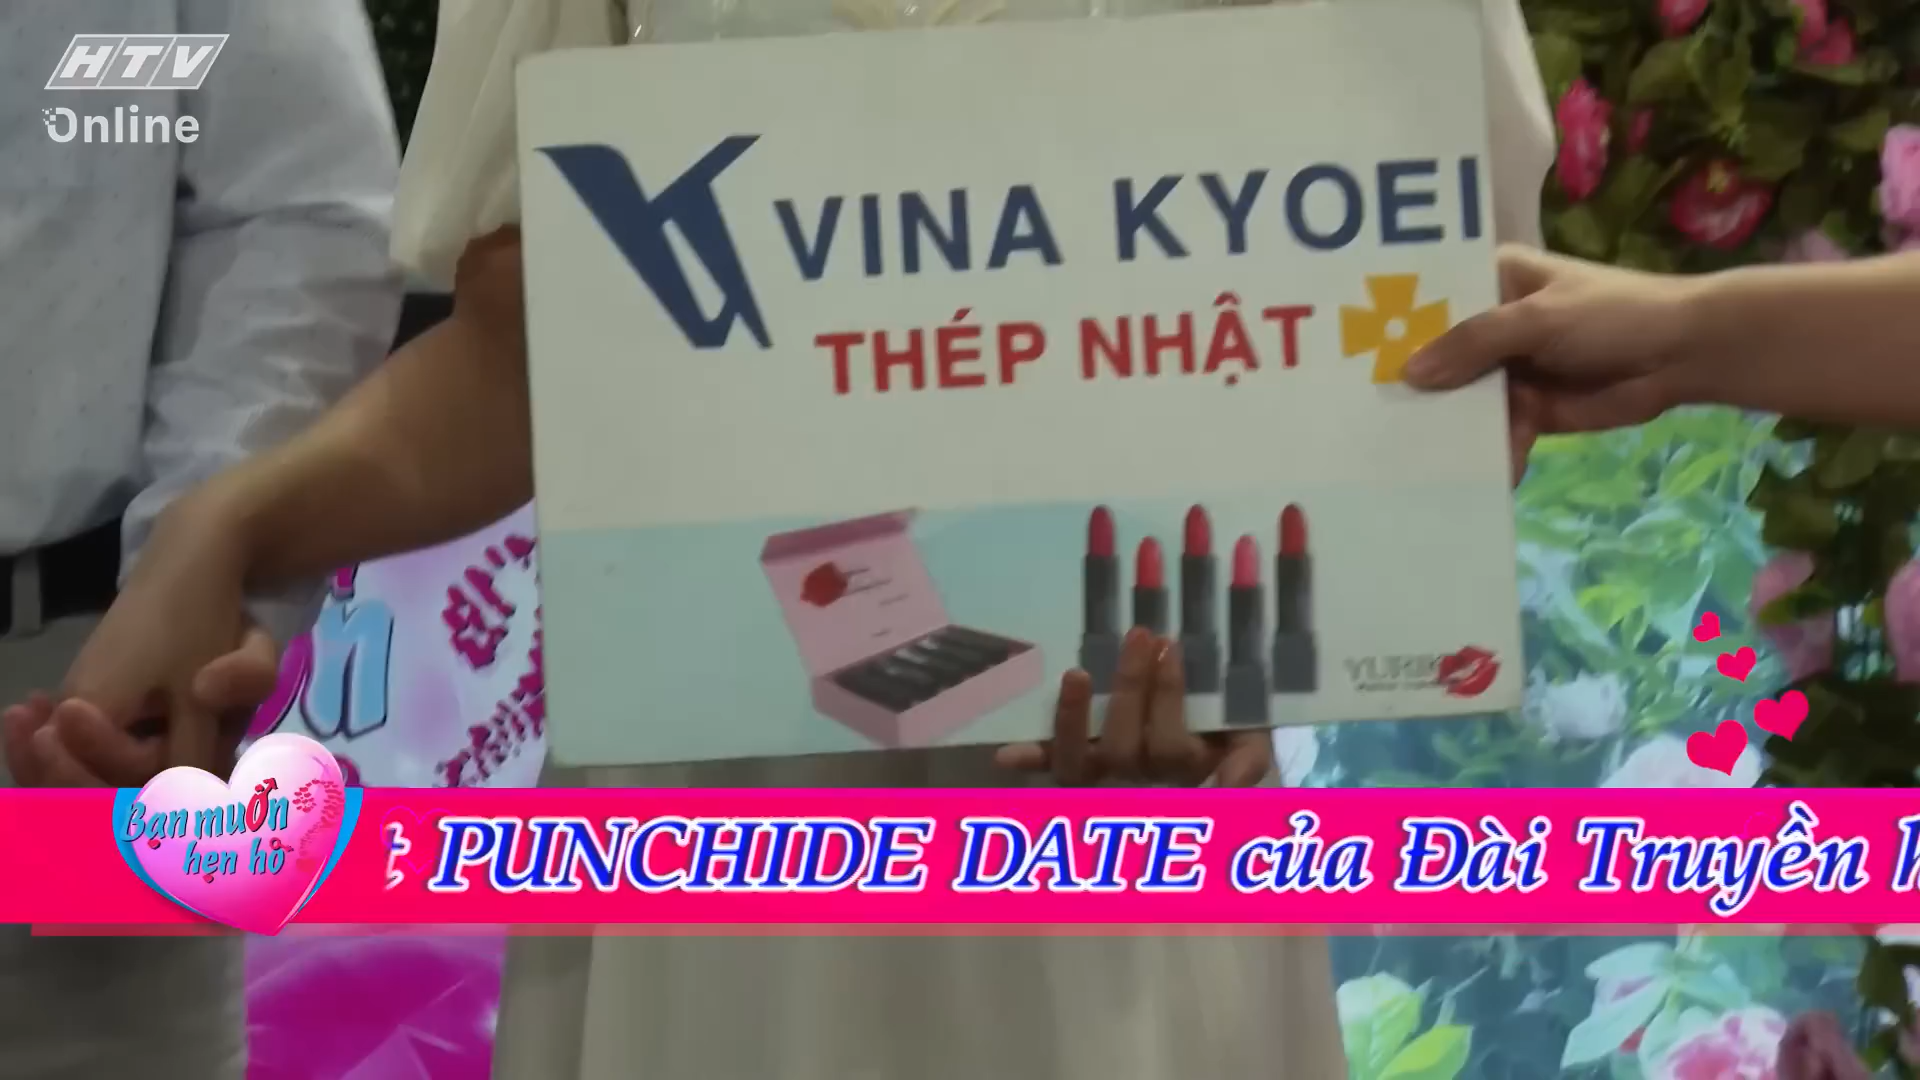 HTV
Online
VINA KYOEI
THÉP NHẬT
Bạn muốn
hẹn hò
PUNCHIDE DATE của Đài Truyền h